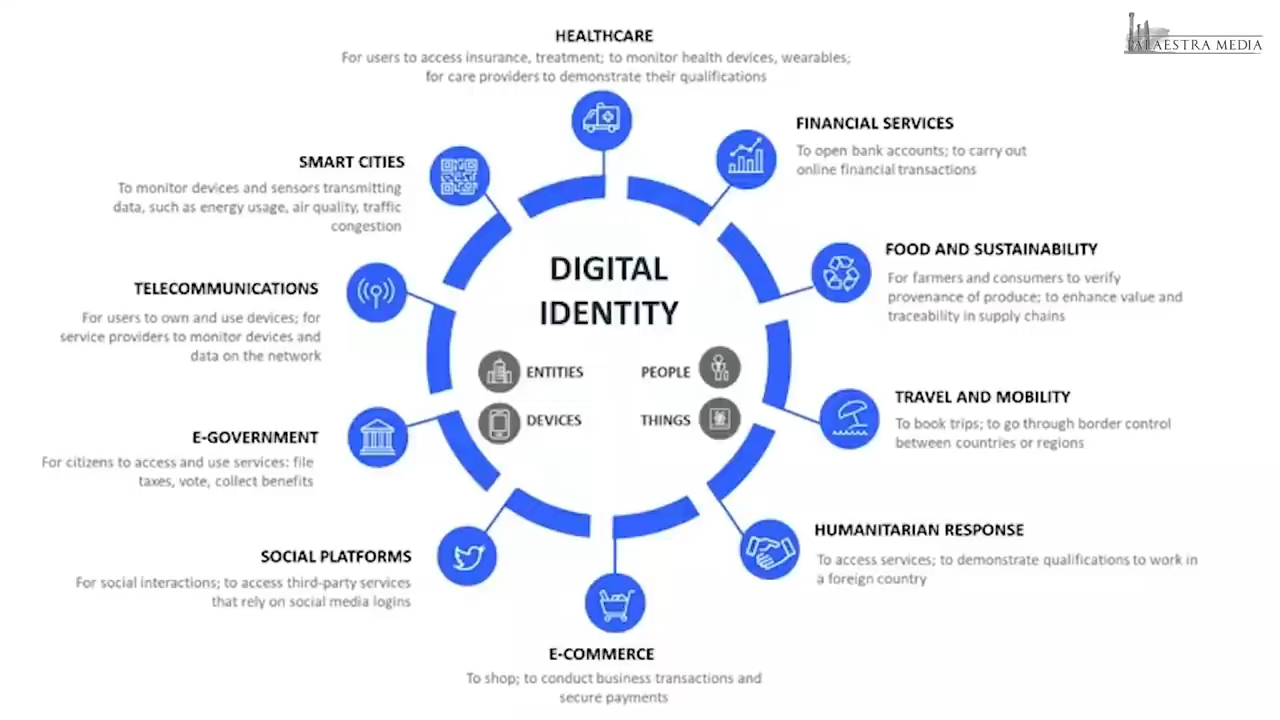 PALAESTRA MEDIA
HEALTHCARE
For users to access insurance, treatment; to monitor health devices, wearables;
for care providers to demonstrate their qualifications
FINANCIAL SERVICES
To open bank accounts; to carry out
online financial transactions
SMART CITIES
To monitor devices and sensors transmitting
data, such as energy usage, air quality, traffic
congestion
FOOD AND SUSTAINABILITY
For farmers and consumers to verify
provenance of produce; to enhance value and
traceability in supply chains
TELECOMMUNICATIONS
For users to own and use devices; for
service providers to monitor devices and
data on the network
DIGITAL
IDENTITY
ENTITIES
PEOPLE
DEVICES
THINGS
TRAVEL AND MOBILITY
To book trips; to go through border control
between countries or regions
E-GOVERNMENT
For citizens to access and use services: file
taxes, vote, collect benefits
HUMANITARIAN RESPONSE
To access services; to demonstrate qualifications to work in
a foreign country
SOCIAL PLATFORMS
For social interactions; to access third-party services
that rely on social media logins
E-COMMERCE
To shop; to conduct business transactions and
secure payments